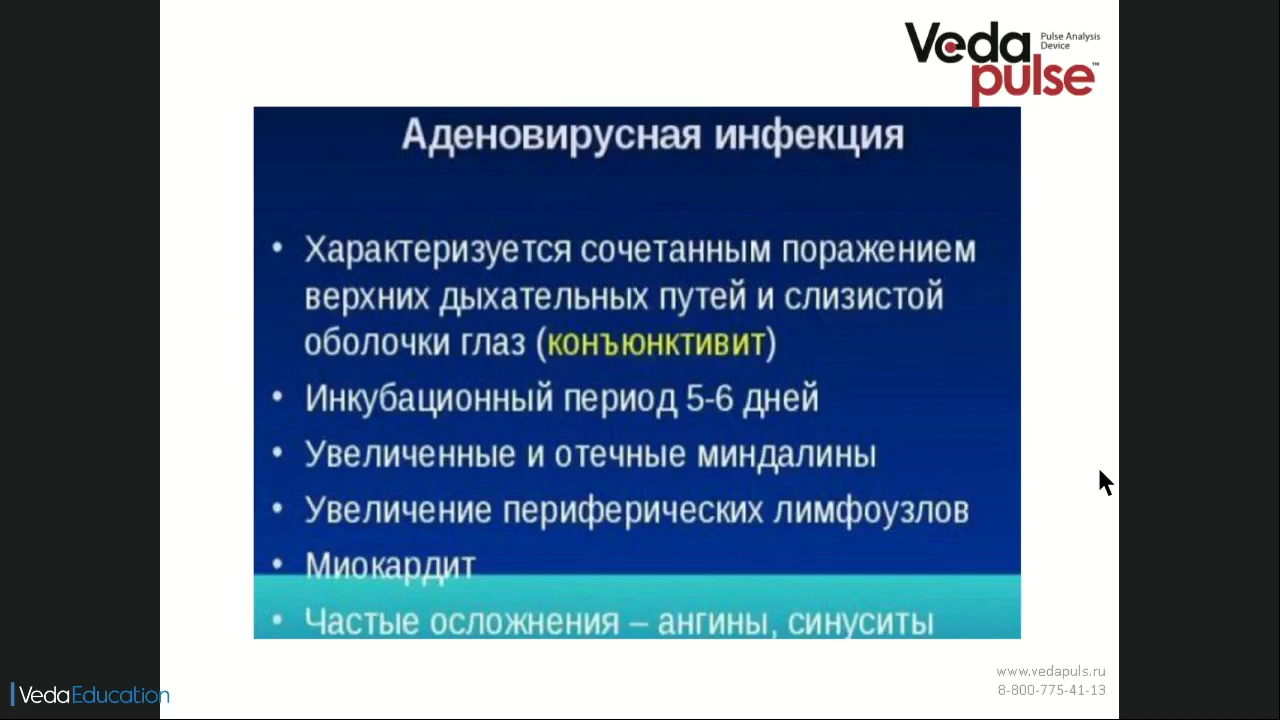 Veda
Pulse Analysis
Device
pulse™
Аденовирусная инфекция
• Характеризуется сочетанным поражением
верхних дыхательных путей и слизистой
оболочки глаз (конъюнктивит)
• Инкубационный период 5-6 дней
• Увеличенные и отечные миндалины
• Увеличение периферических лимфоузлов
• Миокардит
• Частые осложнения – ангины, синуситы
www.vedapuls.ru
8-800-775-41-13
VedaEducation